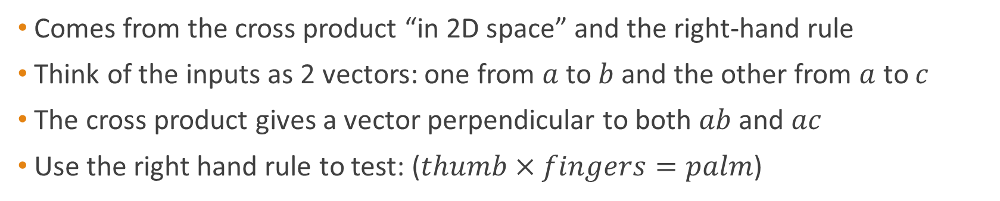 • Comes from the cross product “in 2D space” and the right-hand rule
• Think of the inputs as 2 vectors: one from a to b and the other from a to c
• The cross product gives a vector perpendicular to both ab and ac
• Use the right hand rule to test: (thumb × fingers = palm)